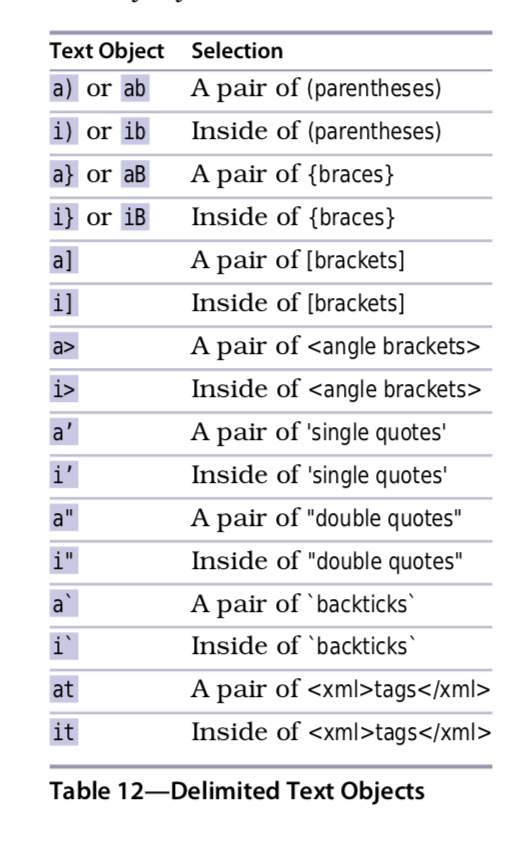 Text Object Selection
a) or ab A pair of (parentheses)
i) or ib Inside of (parentheses)
a} or aB A pair of {braces}
i} or iB Inside of {braces}
a] A pair of [brackets]
i] Inside of [brackets]
a> A pair of <angle brackets>
i> Inside of <angle brackets>
a’ A pair of 'single quotes'
i’ Inside of 'single quotes'
a" A pair of "double quotes"
i" Inside of "double quotes"
a` A pair of `backticks`
i` Inside of `backticks`
at A pair of <xml>tags</xml>
it Inside of <xml>tags</xml>
Table 12—Delimited Text Objects